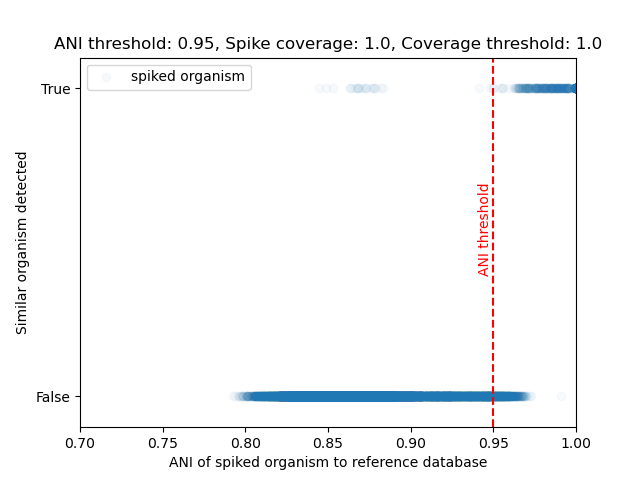 ANI threshold: 0.95, Spike coverage: 1.0, Coverage threshold: 1.0
spiked organism
True
False
Similar organism detected
ANI threshold
0.70 0.75 0.80 0.85 0.90 0.95 1.00
ANI of spiked organism to reference database